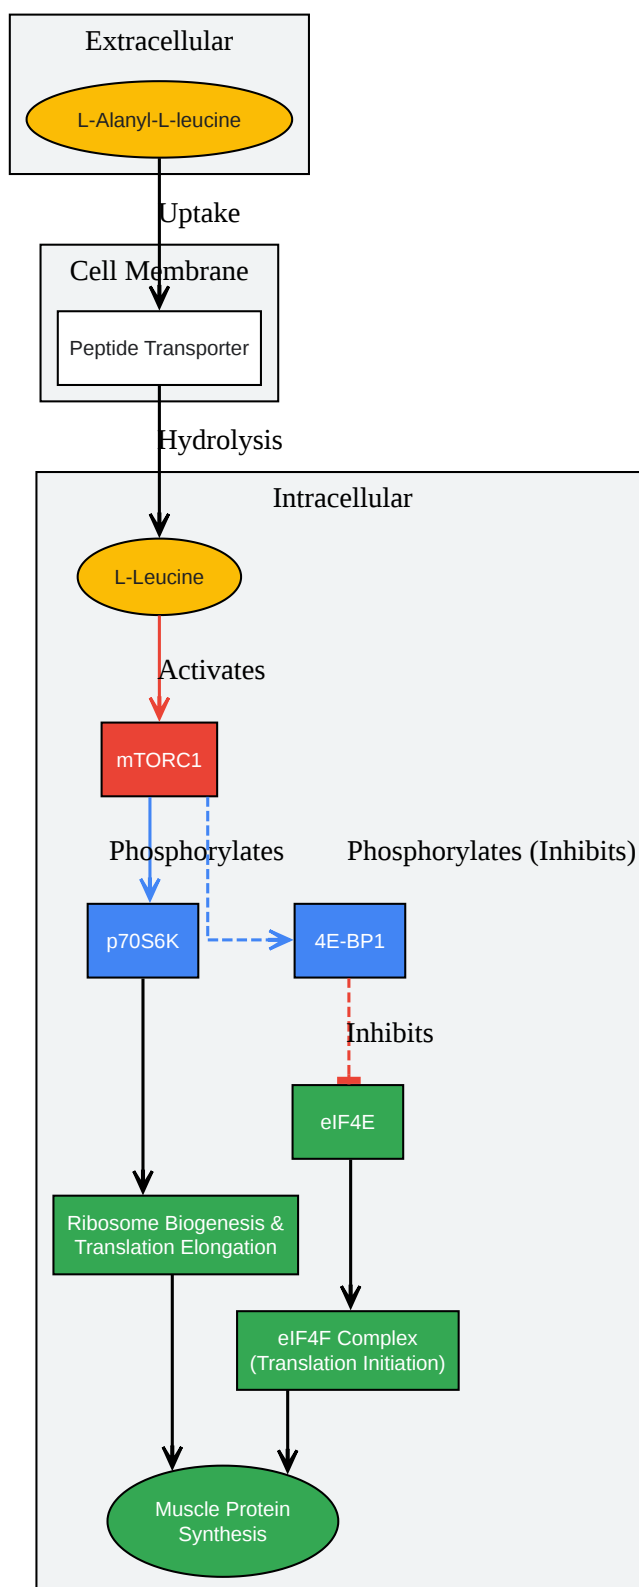 Extracellular
L-Alanyl-L-leucine
Uptake
Cell Membrane
Peptide Transporter
Hydrolysis
Intracellular
L-Leucine
Activates
mTORC1
Phosphorylates
Phosphorylates (Inhibits)
p70S6K
4E-BP1
Inhibits
eIF4E
Ribosome Biogenesis &
Translation Elongation
eIF4F Complex
(Translation Initiation)
Muscle Protein
Synthesis